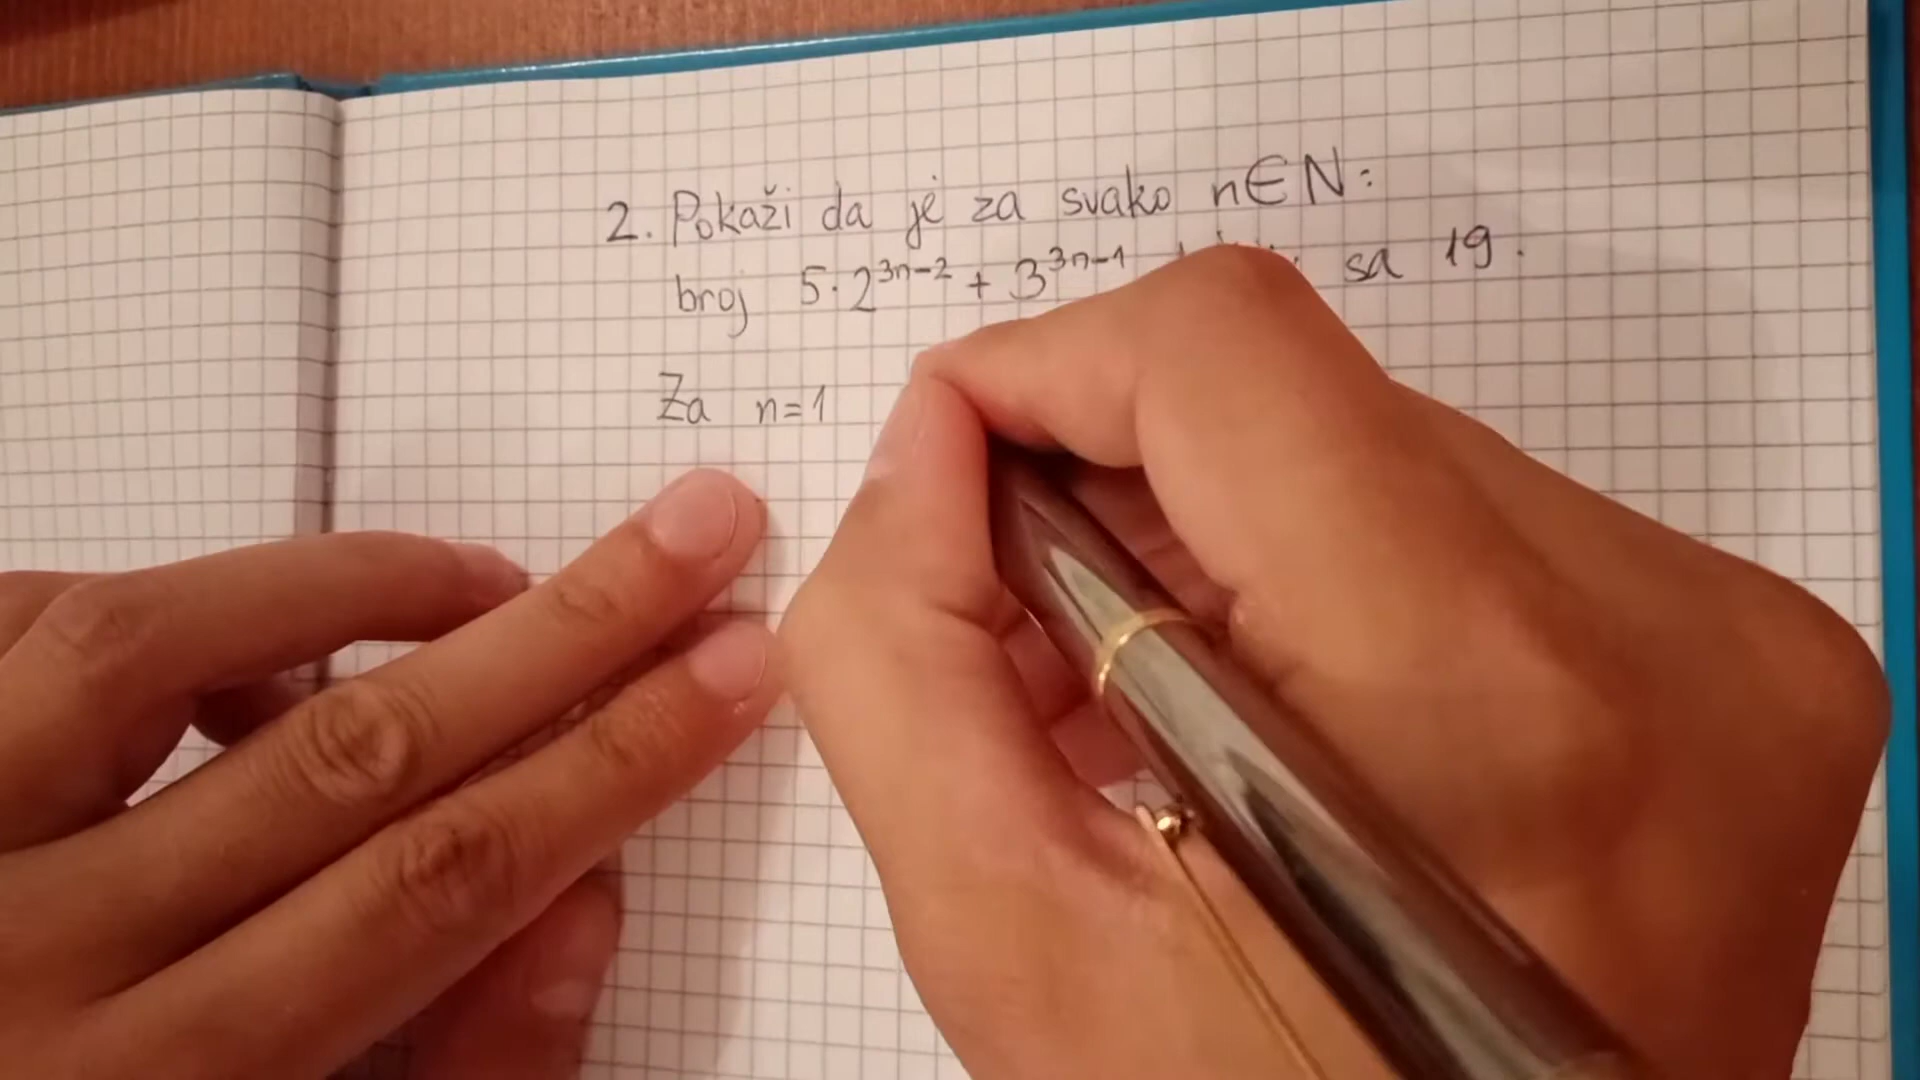 2. Pokaži da je za svako n∈N:
broj 5·2^{3n-2} + 3^{3n-1} sa 19.
Za n=1